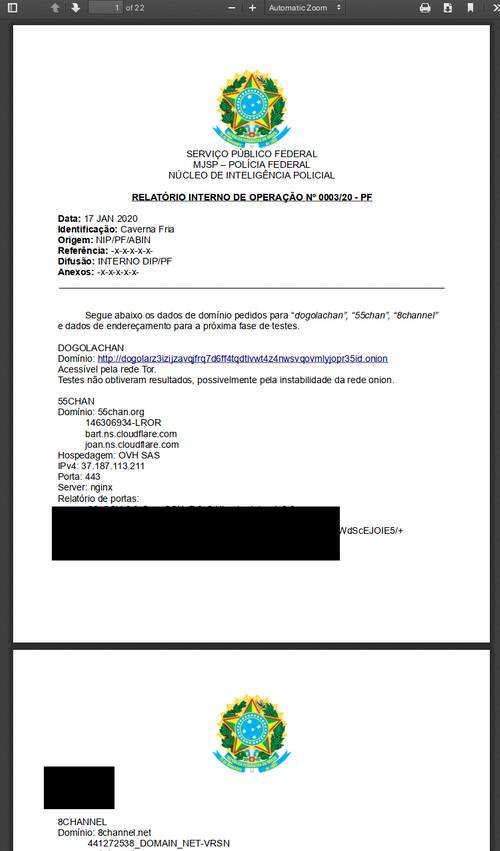 1 of 22
Automatic Zoom
SERVIÇO PÚBLICO FEDERAL
MJSP – POLÍCIA FEDERAL
NÚCLEO DE INTELIGÊNCIA POLICIAL
RELATÓRIO INTERNO DE OPERAÇÃO Nº 0003/20 - PF
Data: 17 JAN 2020
Identificação: Caverna Fria
Origem: NIP/PF/ABIN
Referência: -x-x-x-x-
Difusão: INTERNO DIP/PF
Anexos: -x-x-x-x-
Segue abaixo os dados de domínio pedidos para “dogolachan”, “55chan”, “8channel”
e dados de endereçamento para a próxima fase de testes.
DOGOLACHAN
Domínio: http://dogolarz3izijzavqjfrq7d6ff4tqdtlvwt4z4nwsvqovmlyjopr35id.onion
Acessível pela rede Tor.
Testes não obtiveram resultados, possivelmente pela instabilidade da rede onion.
55CHAN
Domínio: 55chan.org
146306934-LROR
bart.ns.cloudflare.com
joan.ns.cloudflare.com
Hospedagem: OVH SAS
IPv4: 37.187.113.211
Porta: 443
Server: nginx
Relatório de portas:
WdScEJOIE5/+
8CHANNEL
Domínio: 8channel.net
441272538_DOMAIN_NET-VRSN